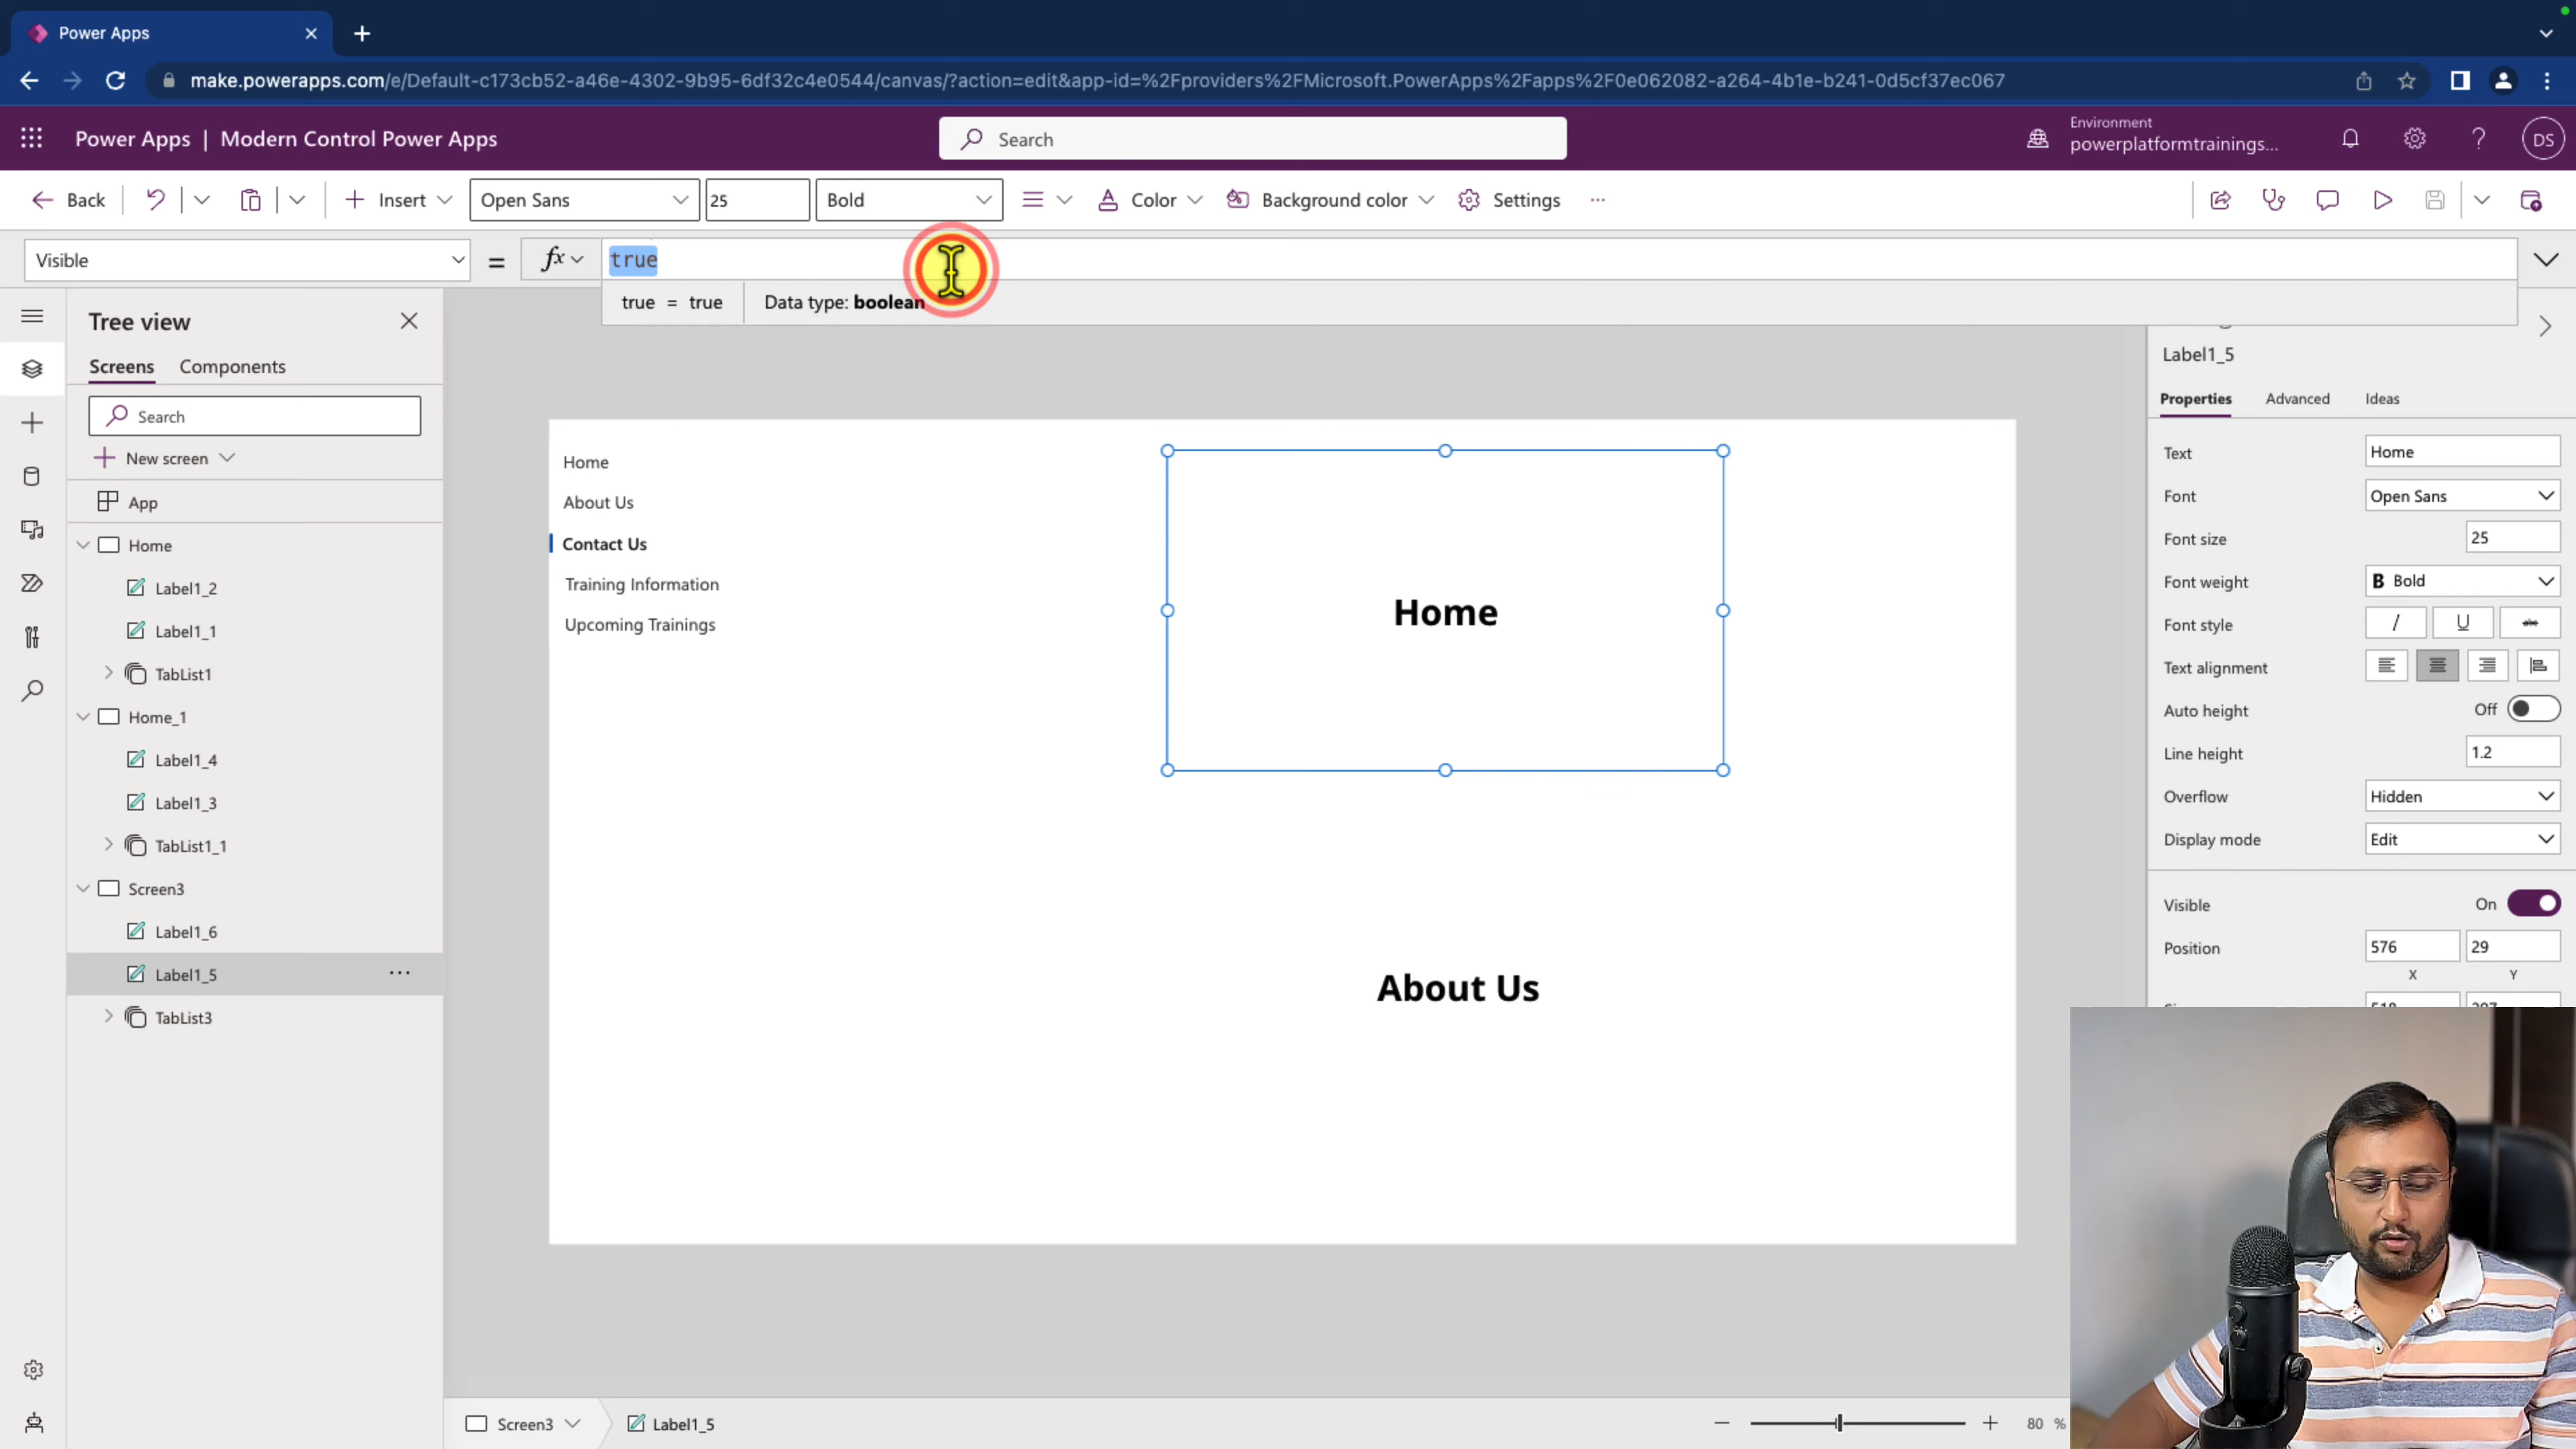 Power Apps
make.powerapps.com/e/Default-c173cb52-a46e-4302-9b95-6df32c4e0544/canvas/?action=edit&app-id=%2Fproviders%2FMicrosoft.PowerApps%2Fapps%2F0e062082-a264-4b1e-b241-0d5cf37ec067
Power Apps | Modern Control Power Apps
Search
Environment
powerplatformtrainings...
DS
Back
Insert
Open Sans
25
Bold
Color
Background color
Settings
Visible
=
fx
true
true = true
Data type: boolean
Tree view
Screens
Components
Search
New screen
App
Home
Label1_2
Label1_1
TabList1
Home_1
Label1_4
Label1_3
TabList1_1
Screen3
Label1_6
Label1_5
TabList3
Home
About Us
Contact Us
Training Information
Upcoming Trainings
Home
About Us
Label1_5
Properties
Advanced
Ideas
Text
Home
Font
Open Sans
Font size
25
Font weight
B Bold
Font style
/ U abc
Text alignment
Auto height
Off
Line height
1.2
Overflow
Hidden
Display mode
Edit
Visible
On
Position
576
29
X
Y
Screen3
Label1_5
80 %